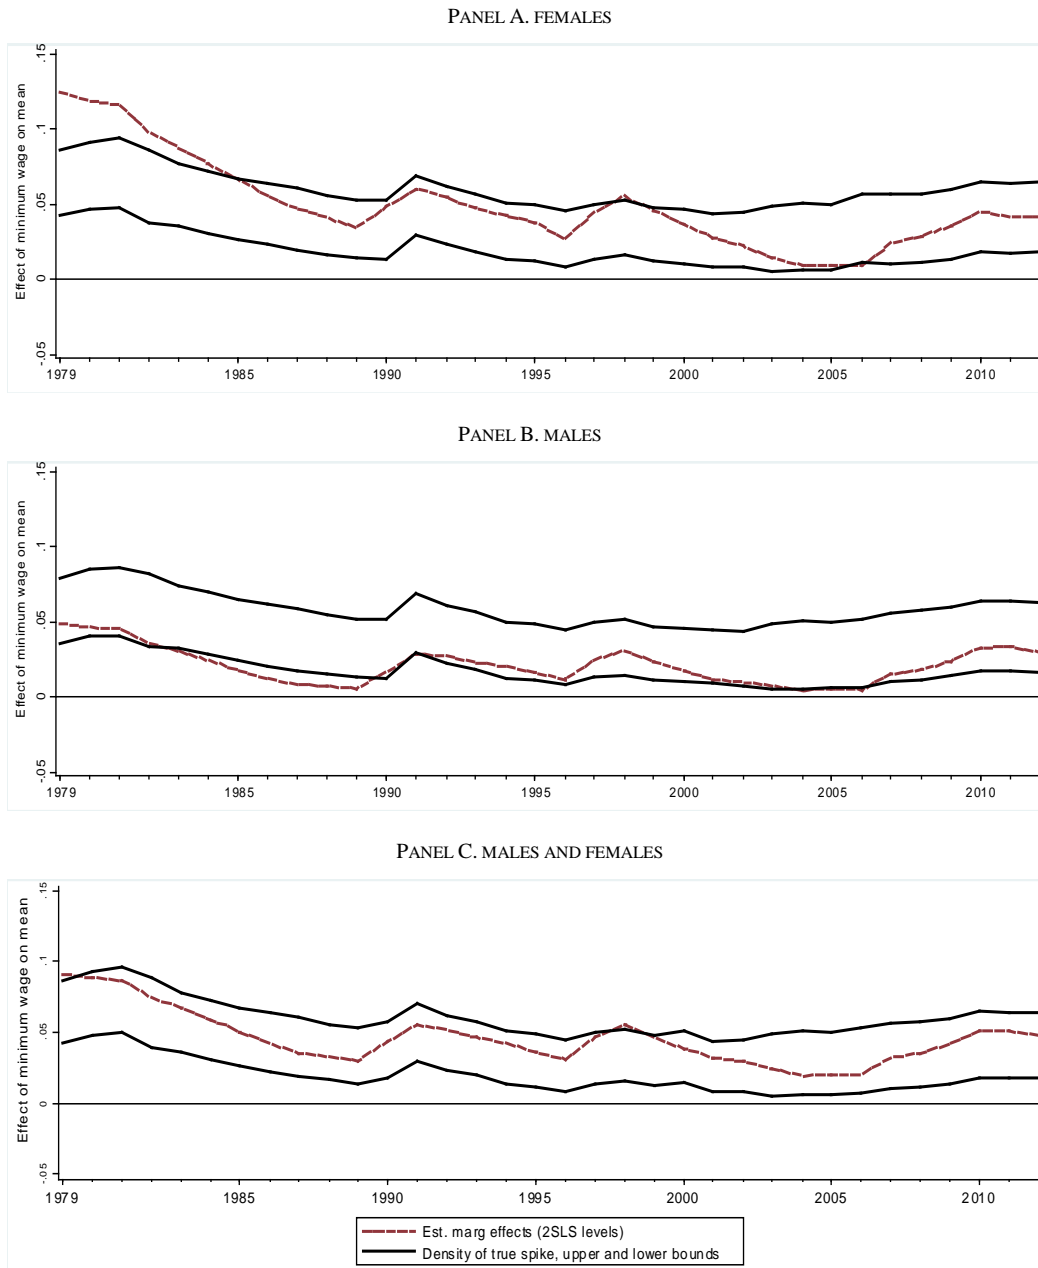 PANEL A. FEMALES
Effect of minimum wage on mean
.15
.1
.05
0
-.05
1979 1985 1990 1995 2000 2005 2010
PANEL B. MALES
Effect of minimum wage on mean
.15
.1
.05
0
-.05
1979 1985 1990 1995 2000 2005 2010
PANEL C. MALES AND FEMALES
Effect of minimum wage on mean
.15
.1
.05
0
-.05
1979 1985 1990 1995 2000 2005 2010
Est. marg effects (2SLS levels)
Density of true spike, upper and lower bounds